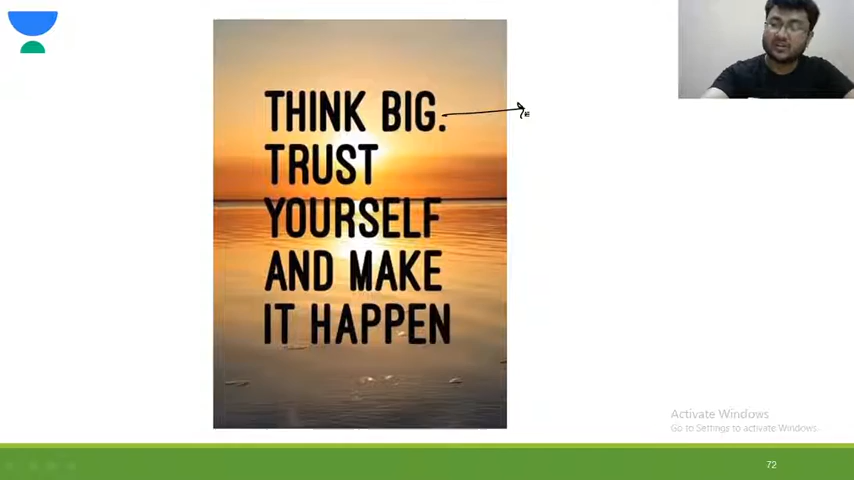 THINK BIG.
TRUST
YOURSELF
AND MAKE
IT HAPPEN
Activate Windows
Go to Settings to activate Windows.
72